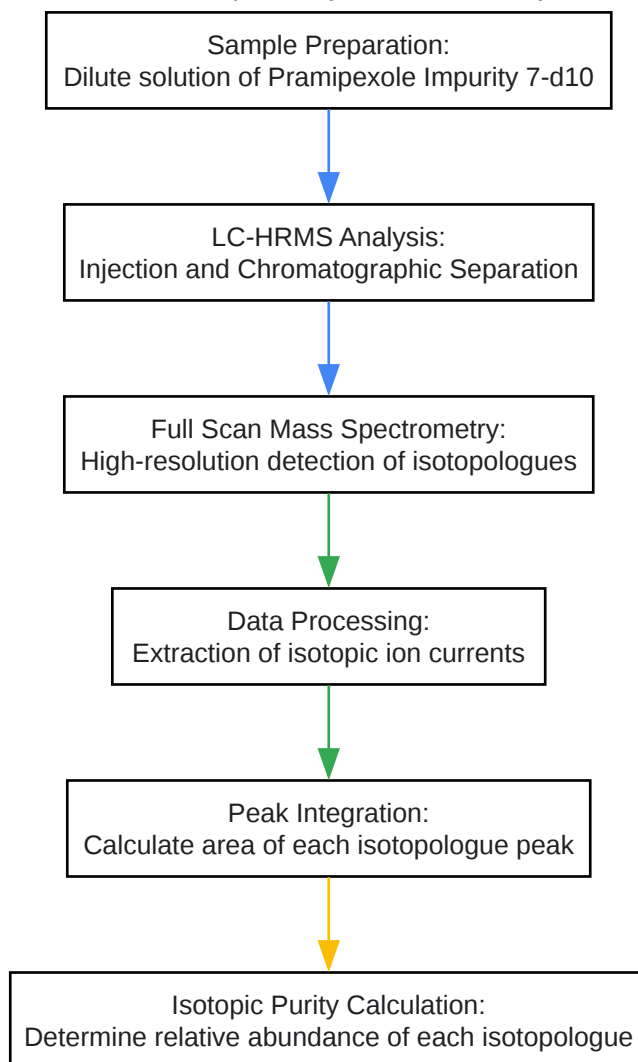 Sample Preparation:
Dilute solution of Pramipexole Impurity 7-d10
LC-HRMS Analysis:
Injection and Chromatographic Separation
Full Scan Mass Spectrometry:
High-resolution detection of isotopologues
Data Processing:
Extraction of isotopic ion currents
Peak Integration:
Calculate area of each isotopologue peak
Isotopic Purity Calculation:
Determine relative abundance of each isotopologue